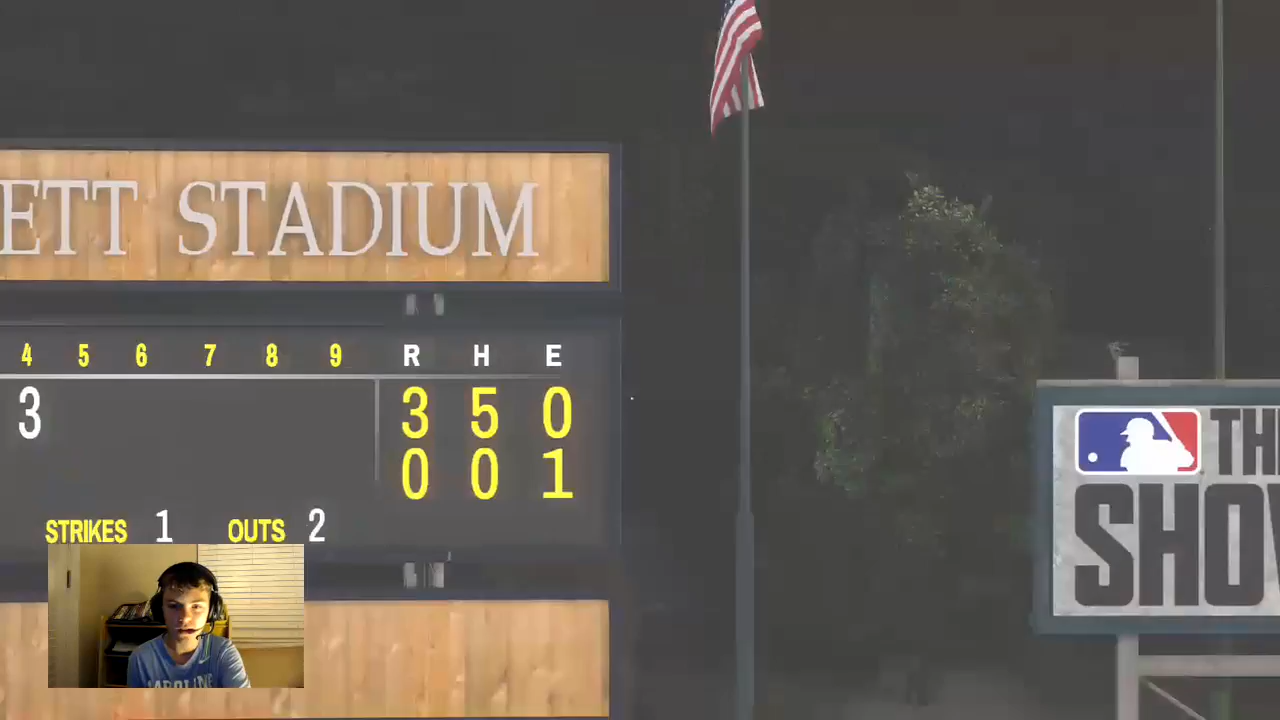 ETT STADIUM
4 5 6 7 8 9 R H E
3 3 5 0
0 0 1
STRIKES 1 OUTS 2
TH
SHOW